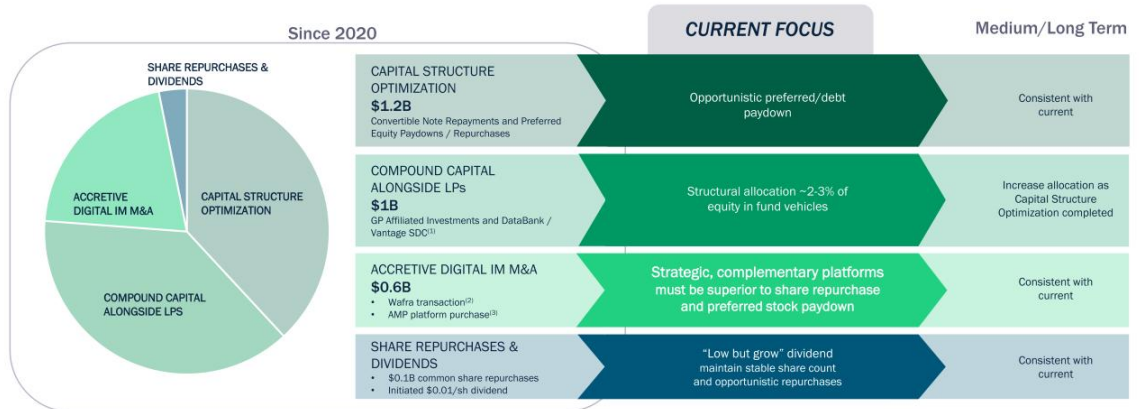 Since 2020
CURRENT FOCUS
Medium/Long Term
SHARE REPURCHASES &
DIVIDENDS
ACCRETIVE
DIGITAL IM M&A
CAPITAL STRUCTURE
OPTIMIZATION
COMPOUND CAPITAL
ALONGSIDE LPS
CAPITAL STRUCTURE
OPTIMIZATION
$1.2B
Convertible Note Repayments and Preferred
Equity Paydowns / Repurchases
Opportunistic preferred/debt
paydown
Consistent with
current
COMPOUND CAPITAL
ALONGSIDE LPs
$1B
GP Affiliated Investments and DataBank /
Vantage SDC(1)
Structural allocation ~2-3% of
equity in fund vehicles
Increase allocation as
Capital Structure
Optimization completed
ACCRETIVE DIGITAL IM M&A
$0.6B
• Wafra transaction(2)
• AMP platform purchase(3)
Strategic, complementary platforms
must be superior to share repurchase
and preferred stock paydown
Consistent with
current
SHARE REPURCHASES &
DIVIDENDS
• $0.1B common share repurchases
• Initiated $0.01/sh dividend
“Low but grow” dividend
maintain stable share count
and opportunistic repurchases
Consistent with
current